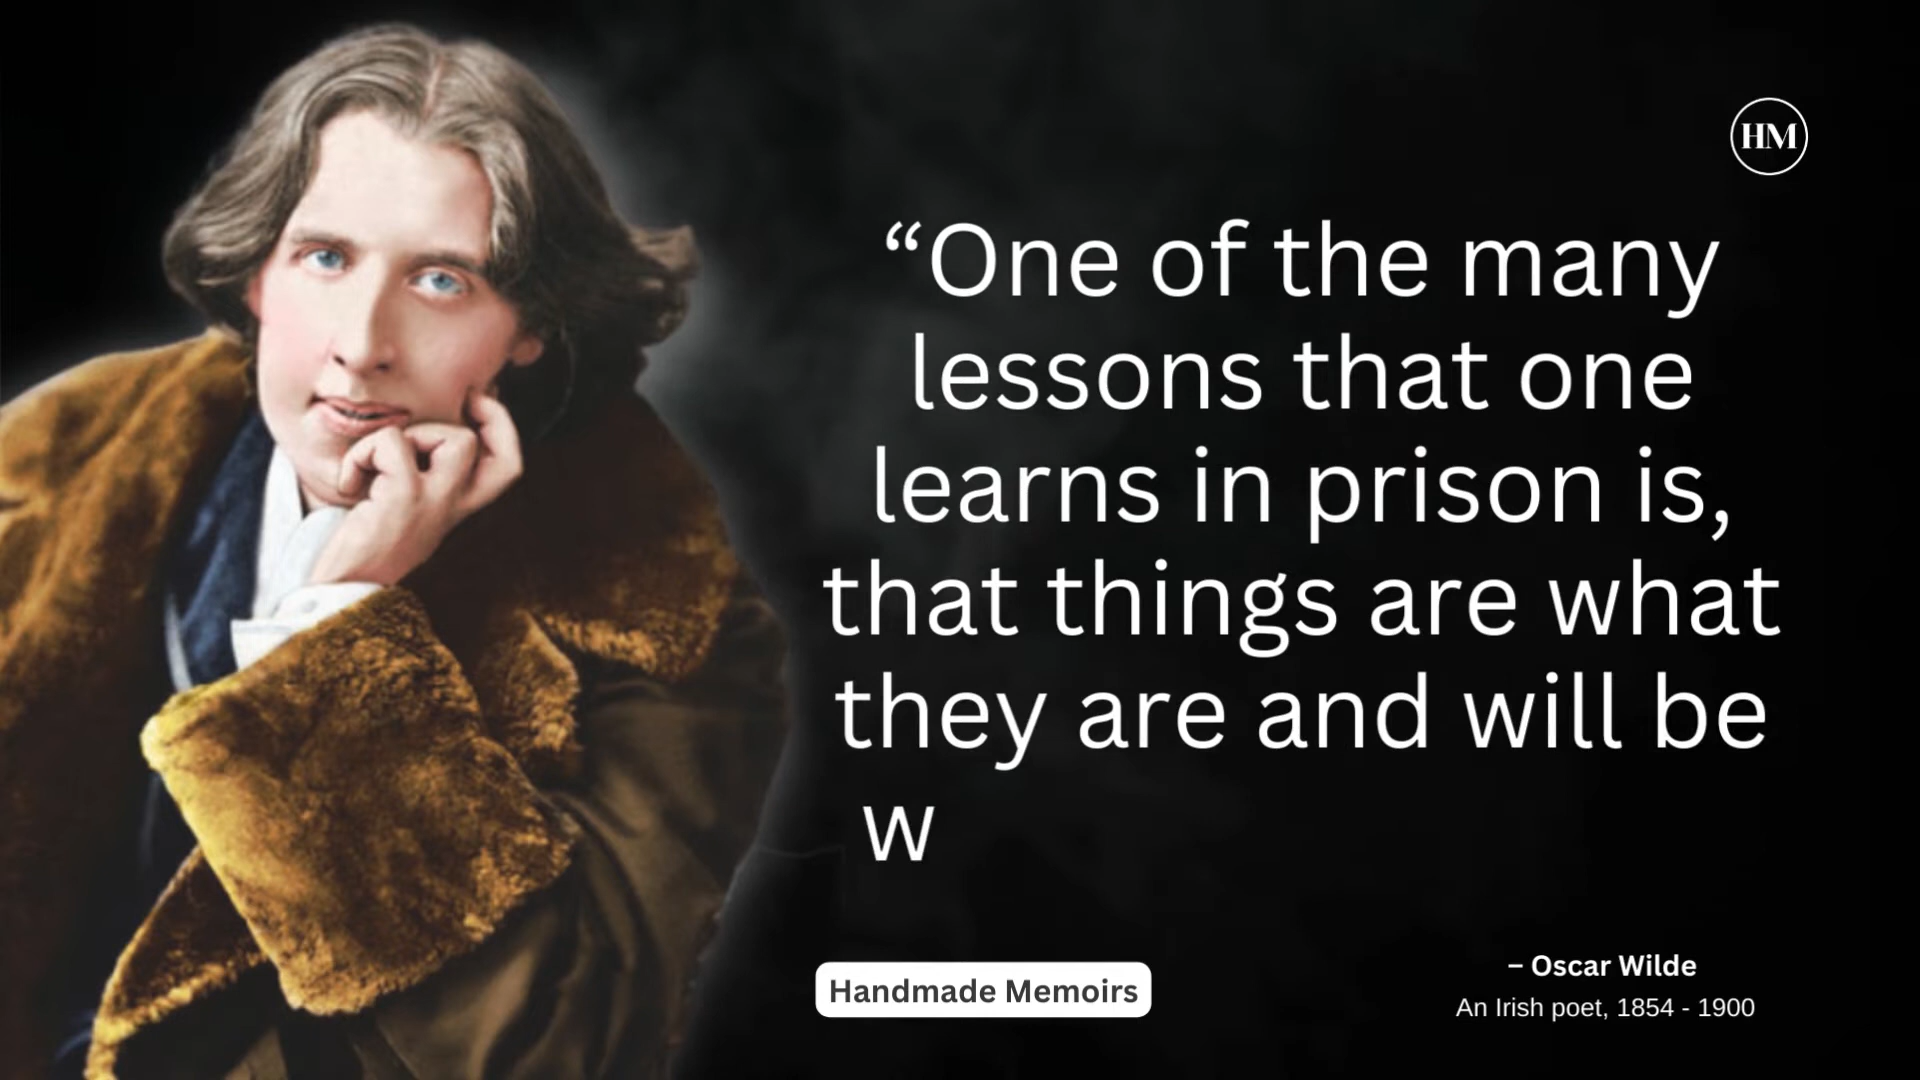 HM
“One of the many
lessons that one
learns in prison is,
that things are what
they are and will be
w
Handmade Memoirs
– Oscar Wilde
An Irish poet, 1854 - 1900